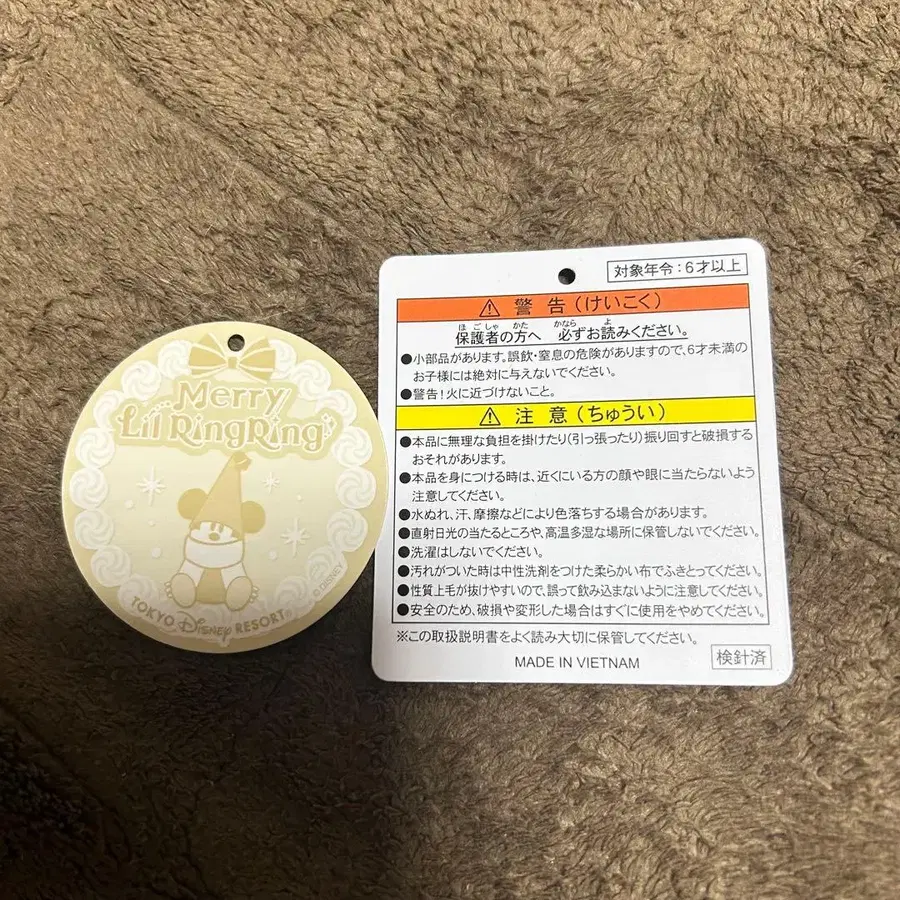 Merry
Lil RingRing
TOKYO Disney RESORT®
© DISNEY
対象年令：6才以上
⚠ 警告（けいこく）
保護者の方へ 必ずお読みください。
●小部品があります。誤飲・窒息の危険がありますので、6才未満の
お子様には絶対に与えないでください。
●警告！火に近づけないこと。
⚠ 注意（ちゅうい）
●本品に無理な負担を掛けたり（引っ張ったり）振り回すと破損する
おそれがあります。
●本品を身につける時は、近くにいる方の顔や眼に当たらないよう
注意してください。
●水ぬれ、汗、摩擦などにより色落ちする場合があります。
●直射日光の当たるところや、高温多湿な場所に保管しないでください。
●洗濯はしないでください。
●汚れがついた時は中性洗剤をつけた柔らかい布でふきとってください。
●性質上毛が抜けやすいので、誤って飲み込まないように注意してください。
●安全のため、破損や変形した場合はすぐに使用をやめてください。
※この取扱説明書をよく読み大切に保管してください。
MADE IN VIETNAM
検針済